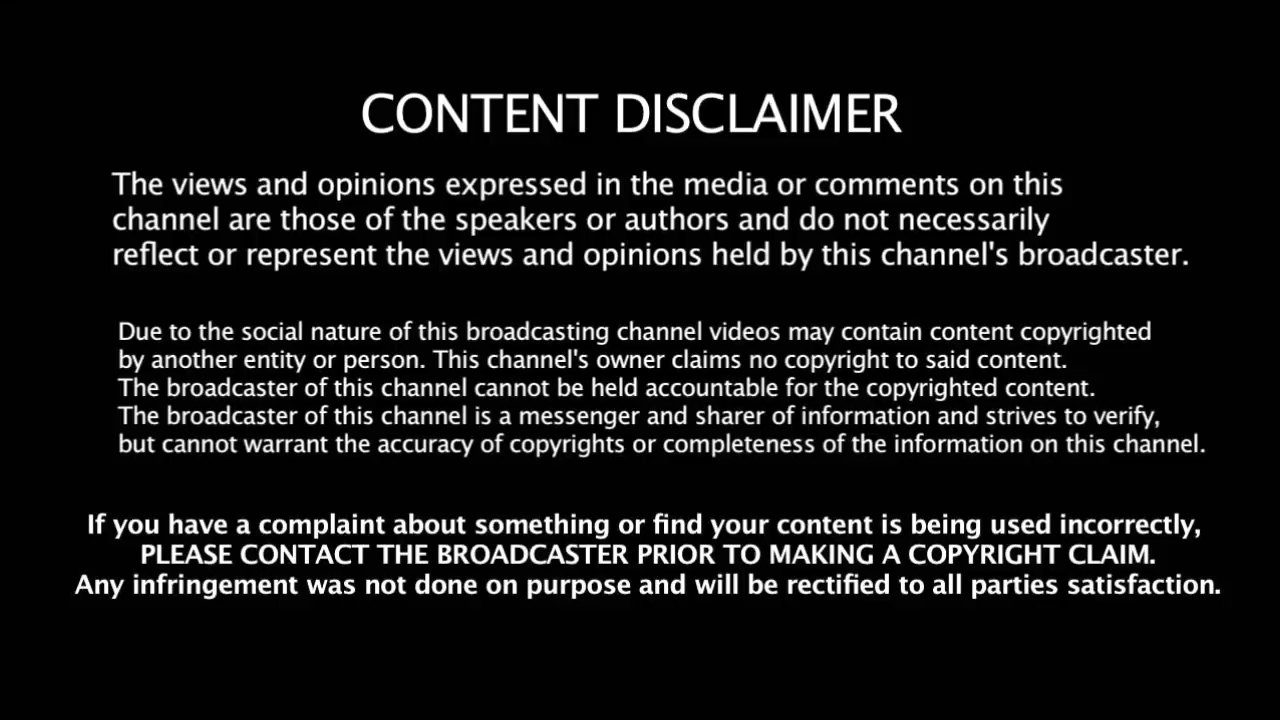 CONTENT DISCLAIMER
The views and opinions expressed in the media or comments on this
channel are those of the speakers or authors and do not necessarily
reflect or represent the views and opinions held by this channel's broadcaster.
Due to the social nature of this broadcasting channel videos may contain content copyrighted
by another entity or person. This channel's owner claims no copyright to said content.
The broadcaster of this channel cannot be held accountable for the copyrighted content.
The broadcaster of this channel is a messenger and sharer of information and strives to verify,
but cannot warrant the accuracy of copyrights or completeness of the information on this channel.
If you have a complaint about something or find your content is being used incorrectly,
PLEASE CONTACT THE BROADCASTER PRIOR TO MAKING A COPYRIGHT CLAIM.
Any infringement was not done on purpose and will be rectified to all parties satisfaction.